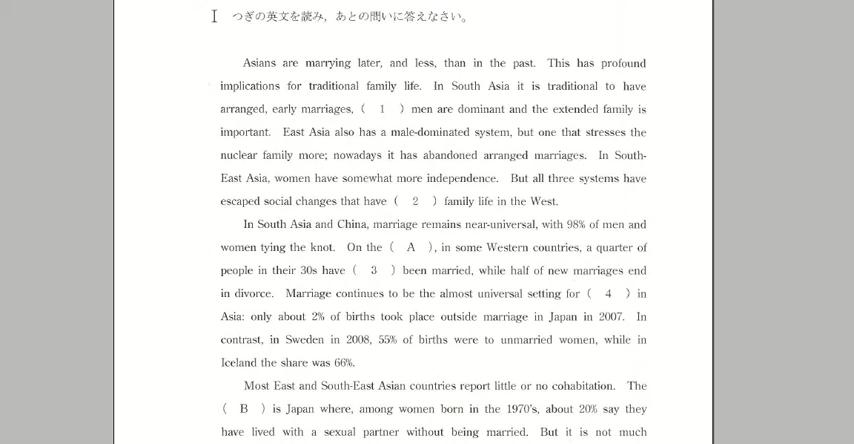 I つぎの英文を読み，あとの問いに答えなさい。
Asians are marrying later, and less, than in the past. This has profound
implications for traditional family life. In South Asia it is traditional to have
arranged, early marriages, ( 1 ) men are dominant and the extended family is
important. East Asia also has a male-dominated system, but one that stresses the
nuclear family more; nowadays it has abandoned arranged marriages. In South-
East Asia, women have somewhat more independence. But all three systems have
escaped social changes that have ( 2 ) family life in the West.
In South Asia and China, marriage remains near-universal, with 98% of men and
women tying the knot. On the ( A ), in some Western countries, a quarter of
people in their 30s have ( 3 ) been married, while half of new marriages end
in divorce. Marriage continues to be the almost universal setting for ( 4 ) in
Asia: only about 2% of births took place outside marriage in Japan in 2007. In
contrast, in Sweden in 2008, 55% of births were to unmarried women, while in
Iceland the share was 66%.
Most East and South-East Asian countries report little or no cohabitation. The
( B ) is Japan where, among women born in the 1970's, about 20% say they
have lived with a sexual partner without being married. But it is not much